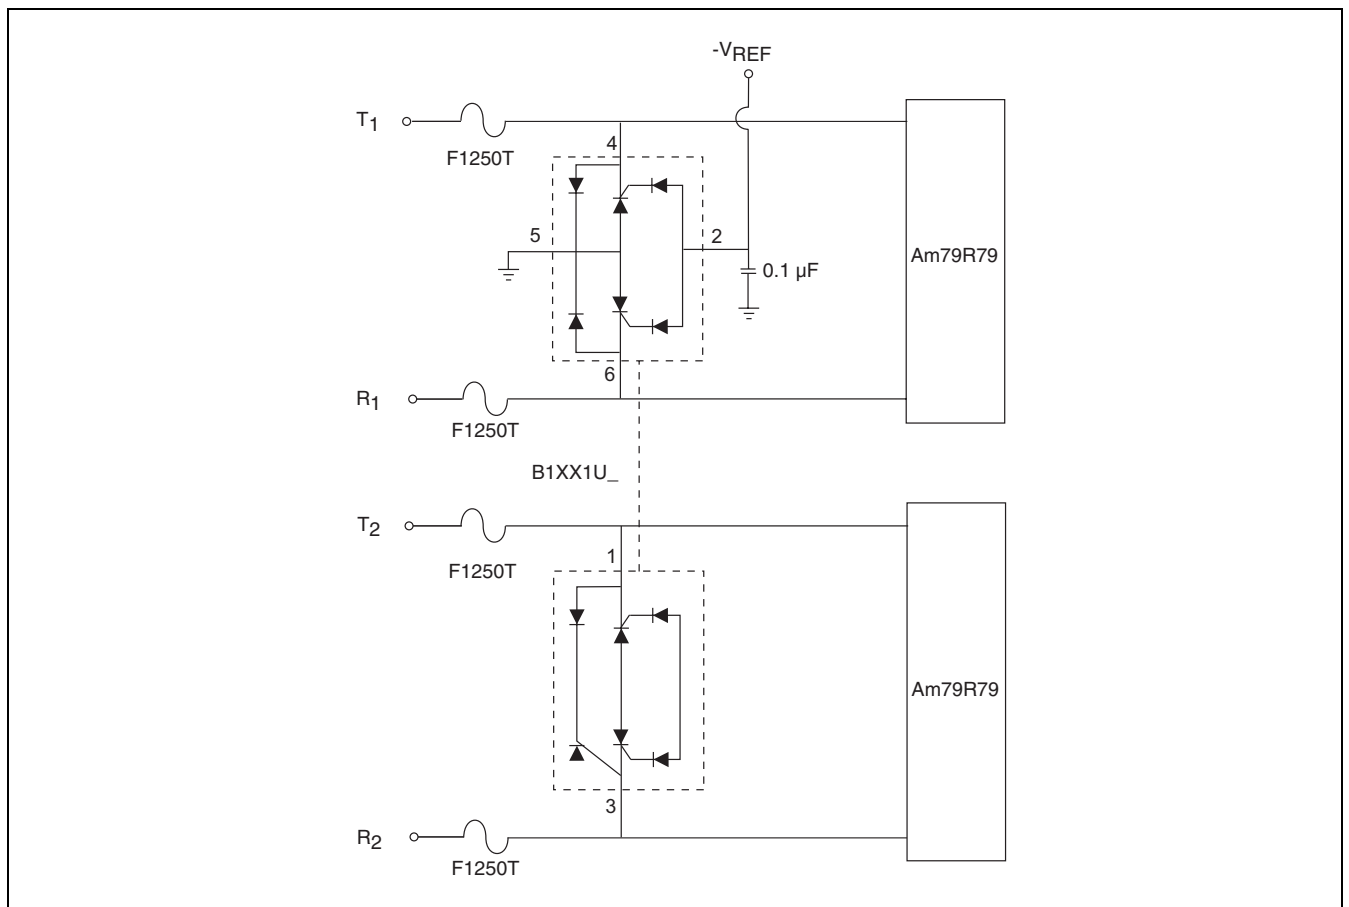 -VREF
T1
F1250T
4
5
2
Am79R79
0.1 µF
6
R1
F1250T
B1XX1U_
T2
F1250T
1
Am79R79
3
R2
F1250T